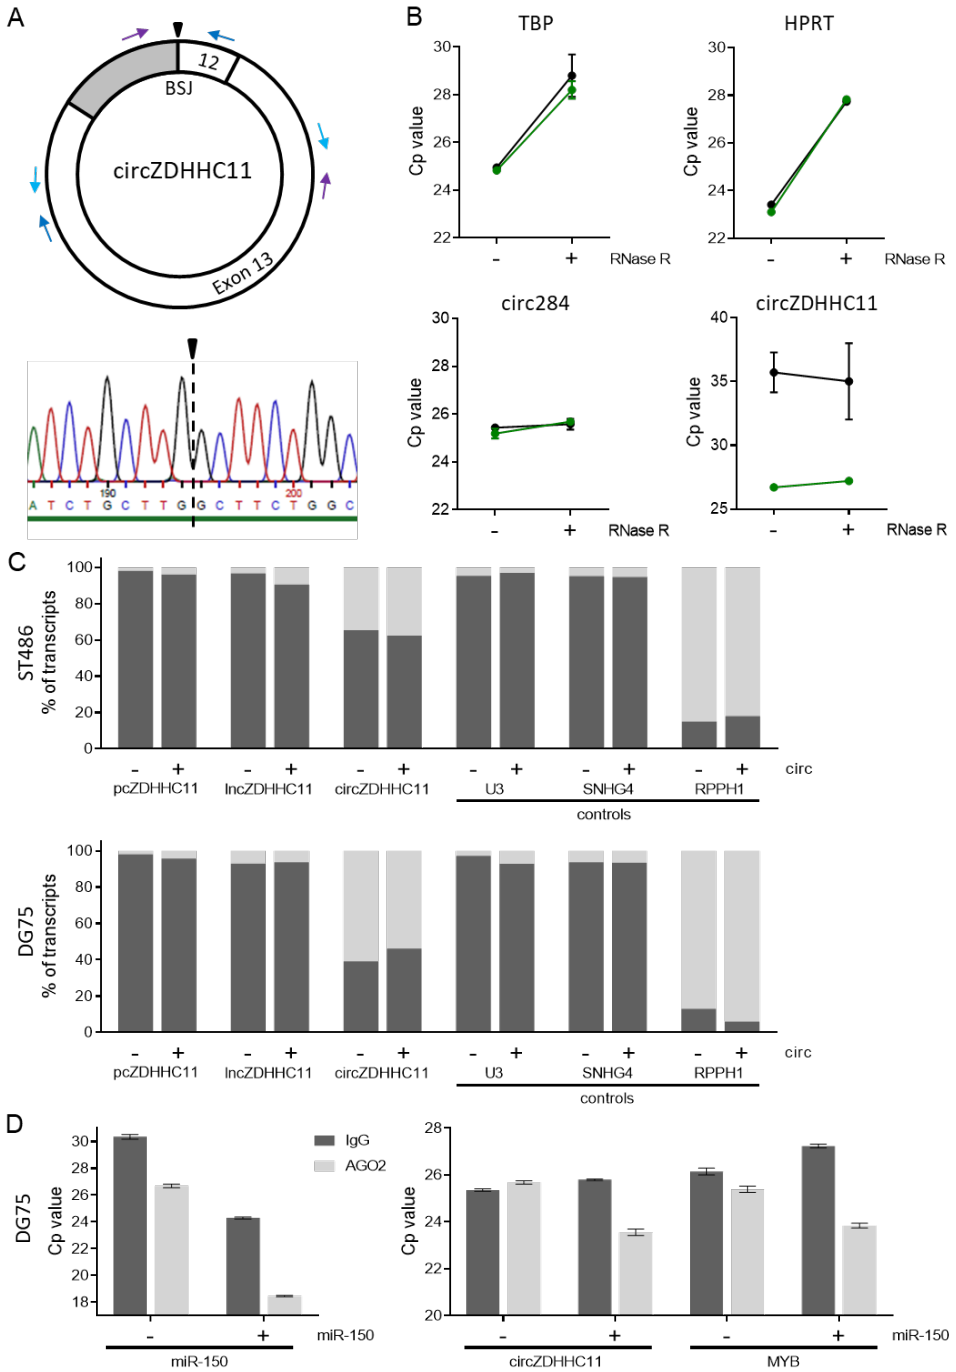 A
12
BSJ
circZDHHC11
Exon 13
190
200
A T C T G C T T G G C T T C T G G C
B
TBP
Cp value
30
28
26
24
22
- + RNase R
HPRT
Cp value
30
28
26
24
22
- + RNase R
circ284
Cp value
30
28
26
24
22
- + RNase R
circZDHHC11
Cp value
40
35
30
25
- + RNase R
C
ST486
% of transcripts
100
80
60
40
20
0
- + - + - + - + - + - + circ
pcZDHHC11 lncZDHHC11 circZDHHC11 U3 SNHG4 RPPH1
controls
DG75
% of transcripts
100
80
60
40
20
0
- + - + - + - + - + - + circ
pcZDHHC11 lncZDHHC11 circZDHHC11 U3 SNHG4 RPPH1
controls
D
DG75
Cp value
30
28
26
24
22
20
18
IgG
AGO2
- + miR-150
miR-150
Cp value
28
26
24
22
20
- + - + miR-150
circZDHHC11 MYB